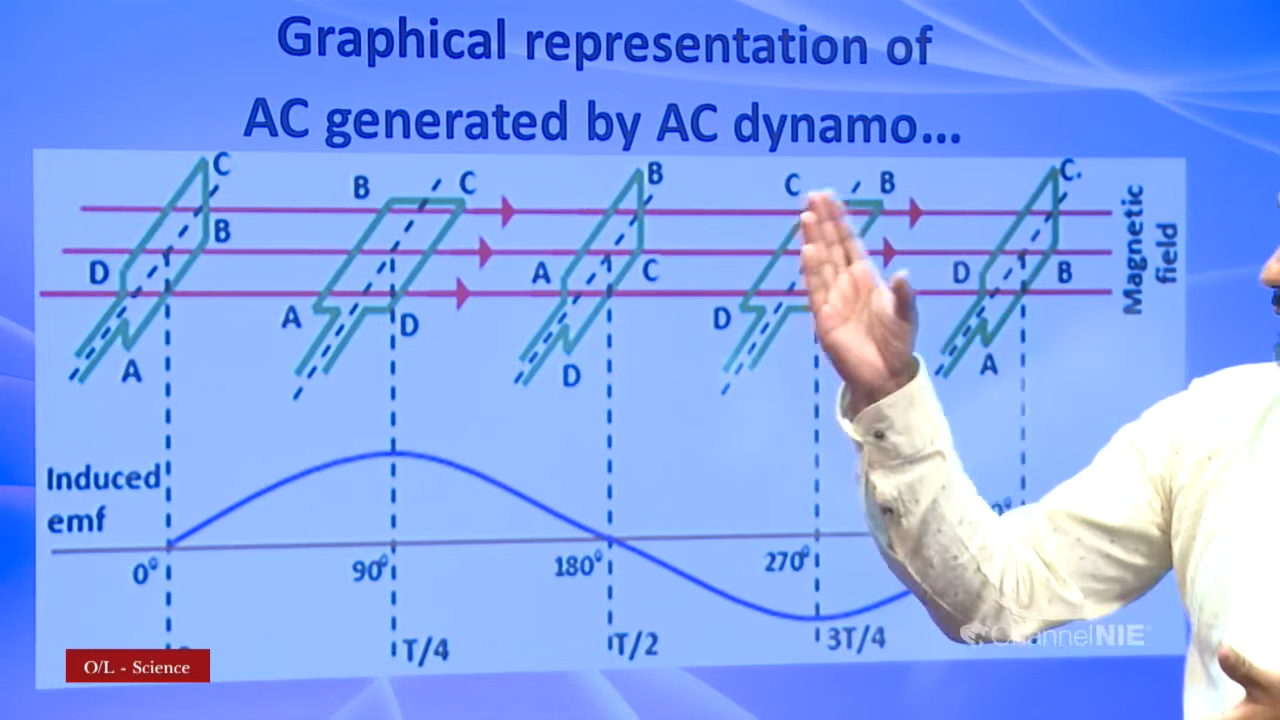 Graphical representation of
AC generated by AC dynamo...
C
B
D
A
B
C
A
D
B
A
C
D
C
B
D
C.
D
B
A
Magnetic
field
Induced
emf
0°
90°
180°
270°
T/4
T/2
3T/4
O/L - Science
ChannelNIE